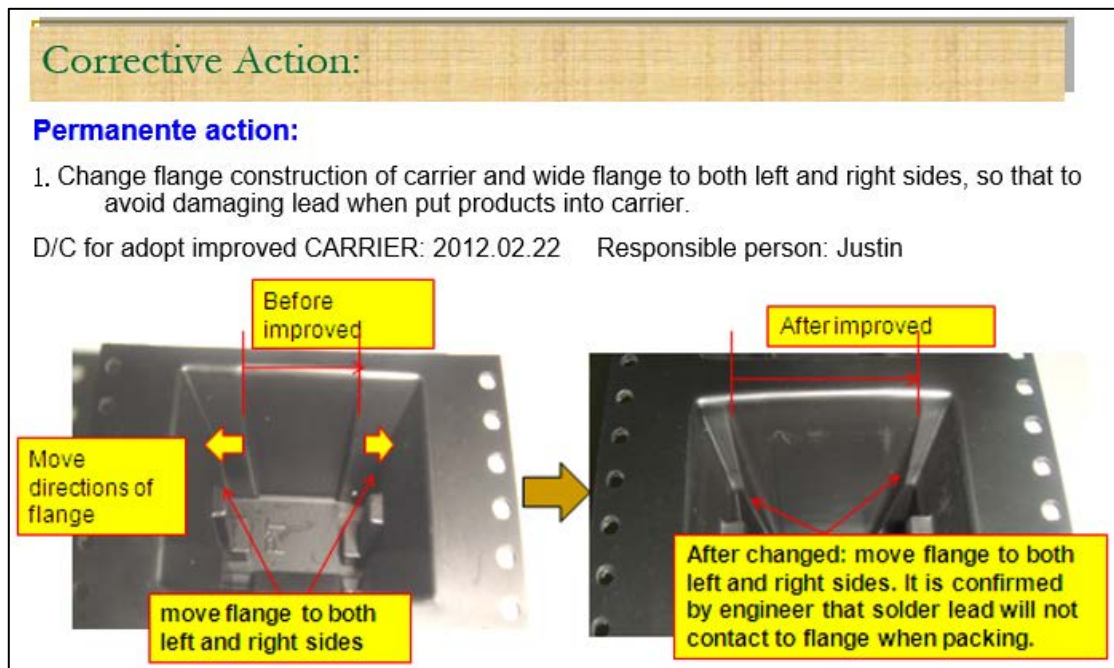 Corrective Action:
Permanente action:
1. Change flange construction of carrier and wide flange to both left and right sides, so that to
avoid damaging lead when put products into carrier.
D/C for adopt improved CARRIER: 2012.02.22 Responsible person: Justin
Before
improved
After improved
Move
directions of
flange
move flange to both
left and right sides
After changed: move flange to both
left and right sides. It is confirmed
by engineer that solder lead will not
contact to flange when packing.